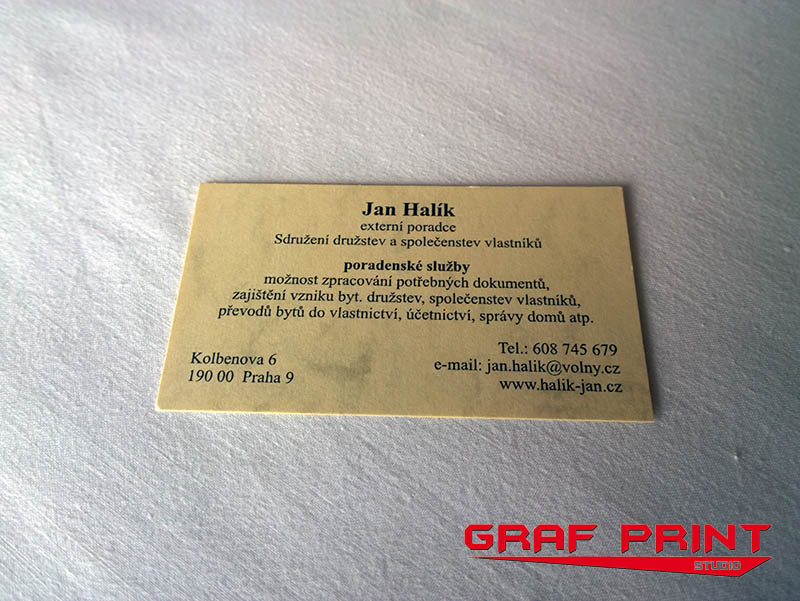 Jan Halík
externí poradce
Sdružení družstev a společenstev vlastníků
poradenské služby
možnost zpracování potřebných dokumentů,
zajištění vzniku byt. družstev, společenstev vlastníků,
převodů bytů do vlastnictví, účetnictví, správy domů atp.
Kolbenova 6
190 00 Praha 9
Tel.: 608 745 679
e-mail: jan.halik@volny.cz
www.halik-jan.cz
GRAF PRINT
STUDIO